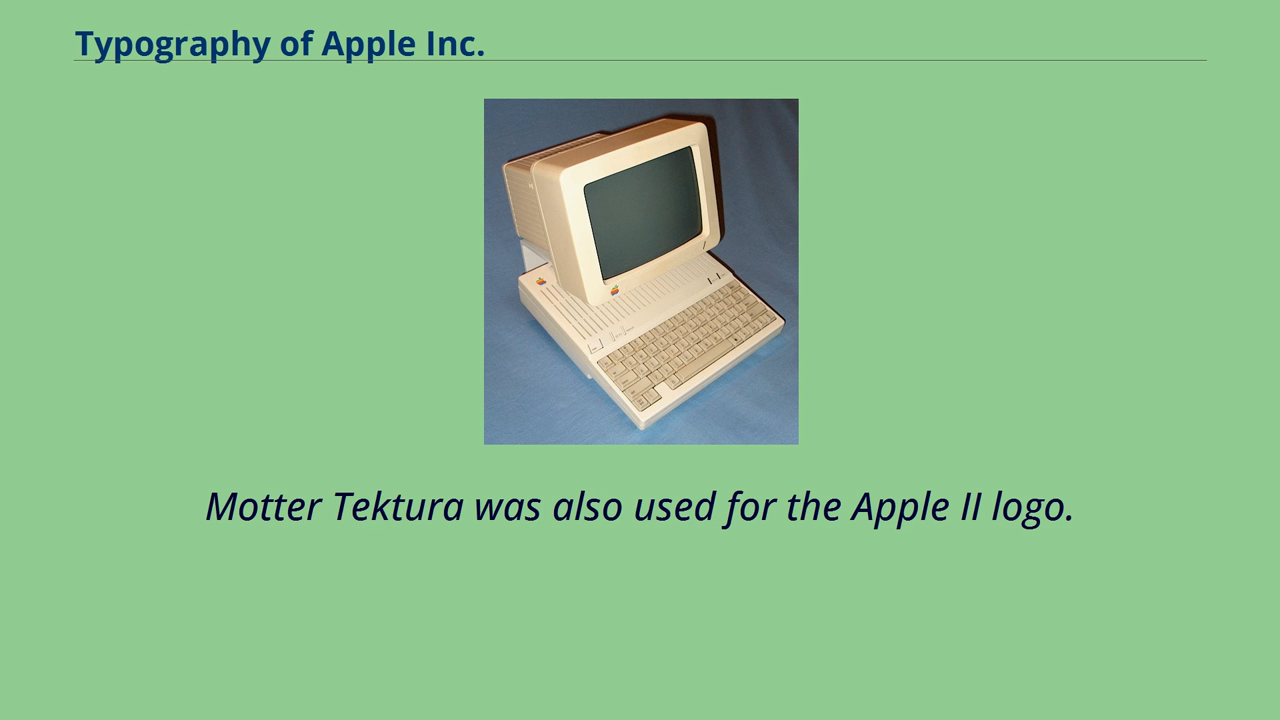 Typography of Apple Inc.
Motter Tektura was also used for the Apple II logo.